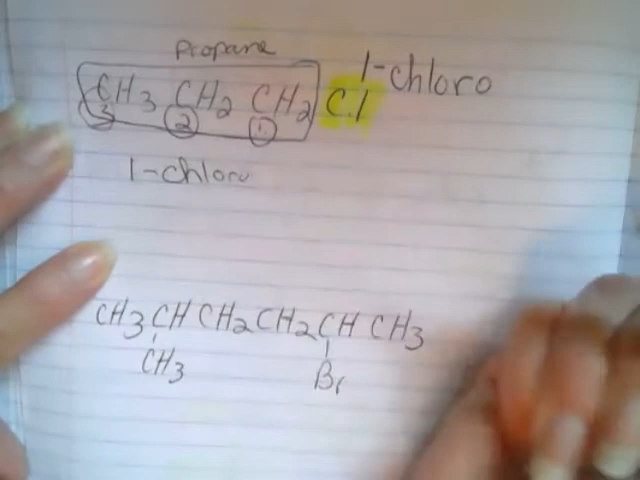 Propane
1-chloro
CH3 CH2 CH2 Cl
3 2 1
1-chloro
CH3 CH CH2 CH2 CH CH3
CH3 Br